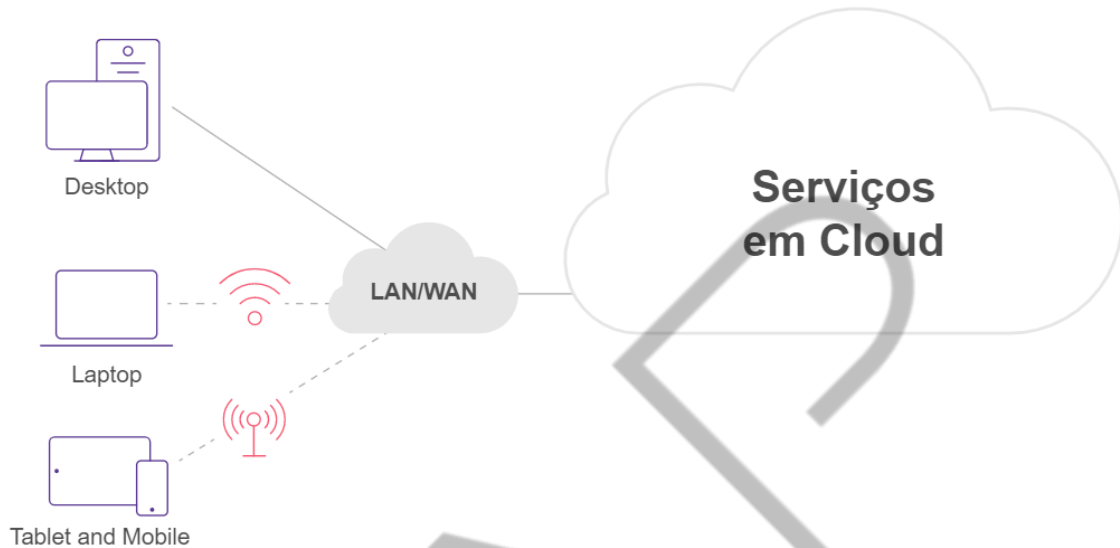 Desktop
Laptop
Tablet and Mobile
LAN/WAN
Serviços
em Cloud